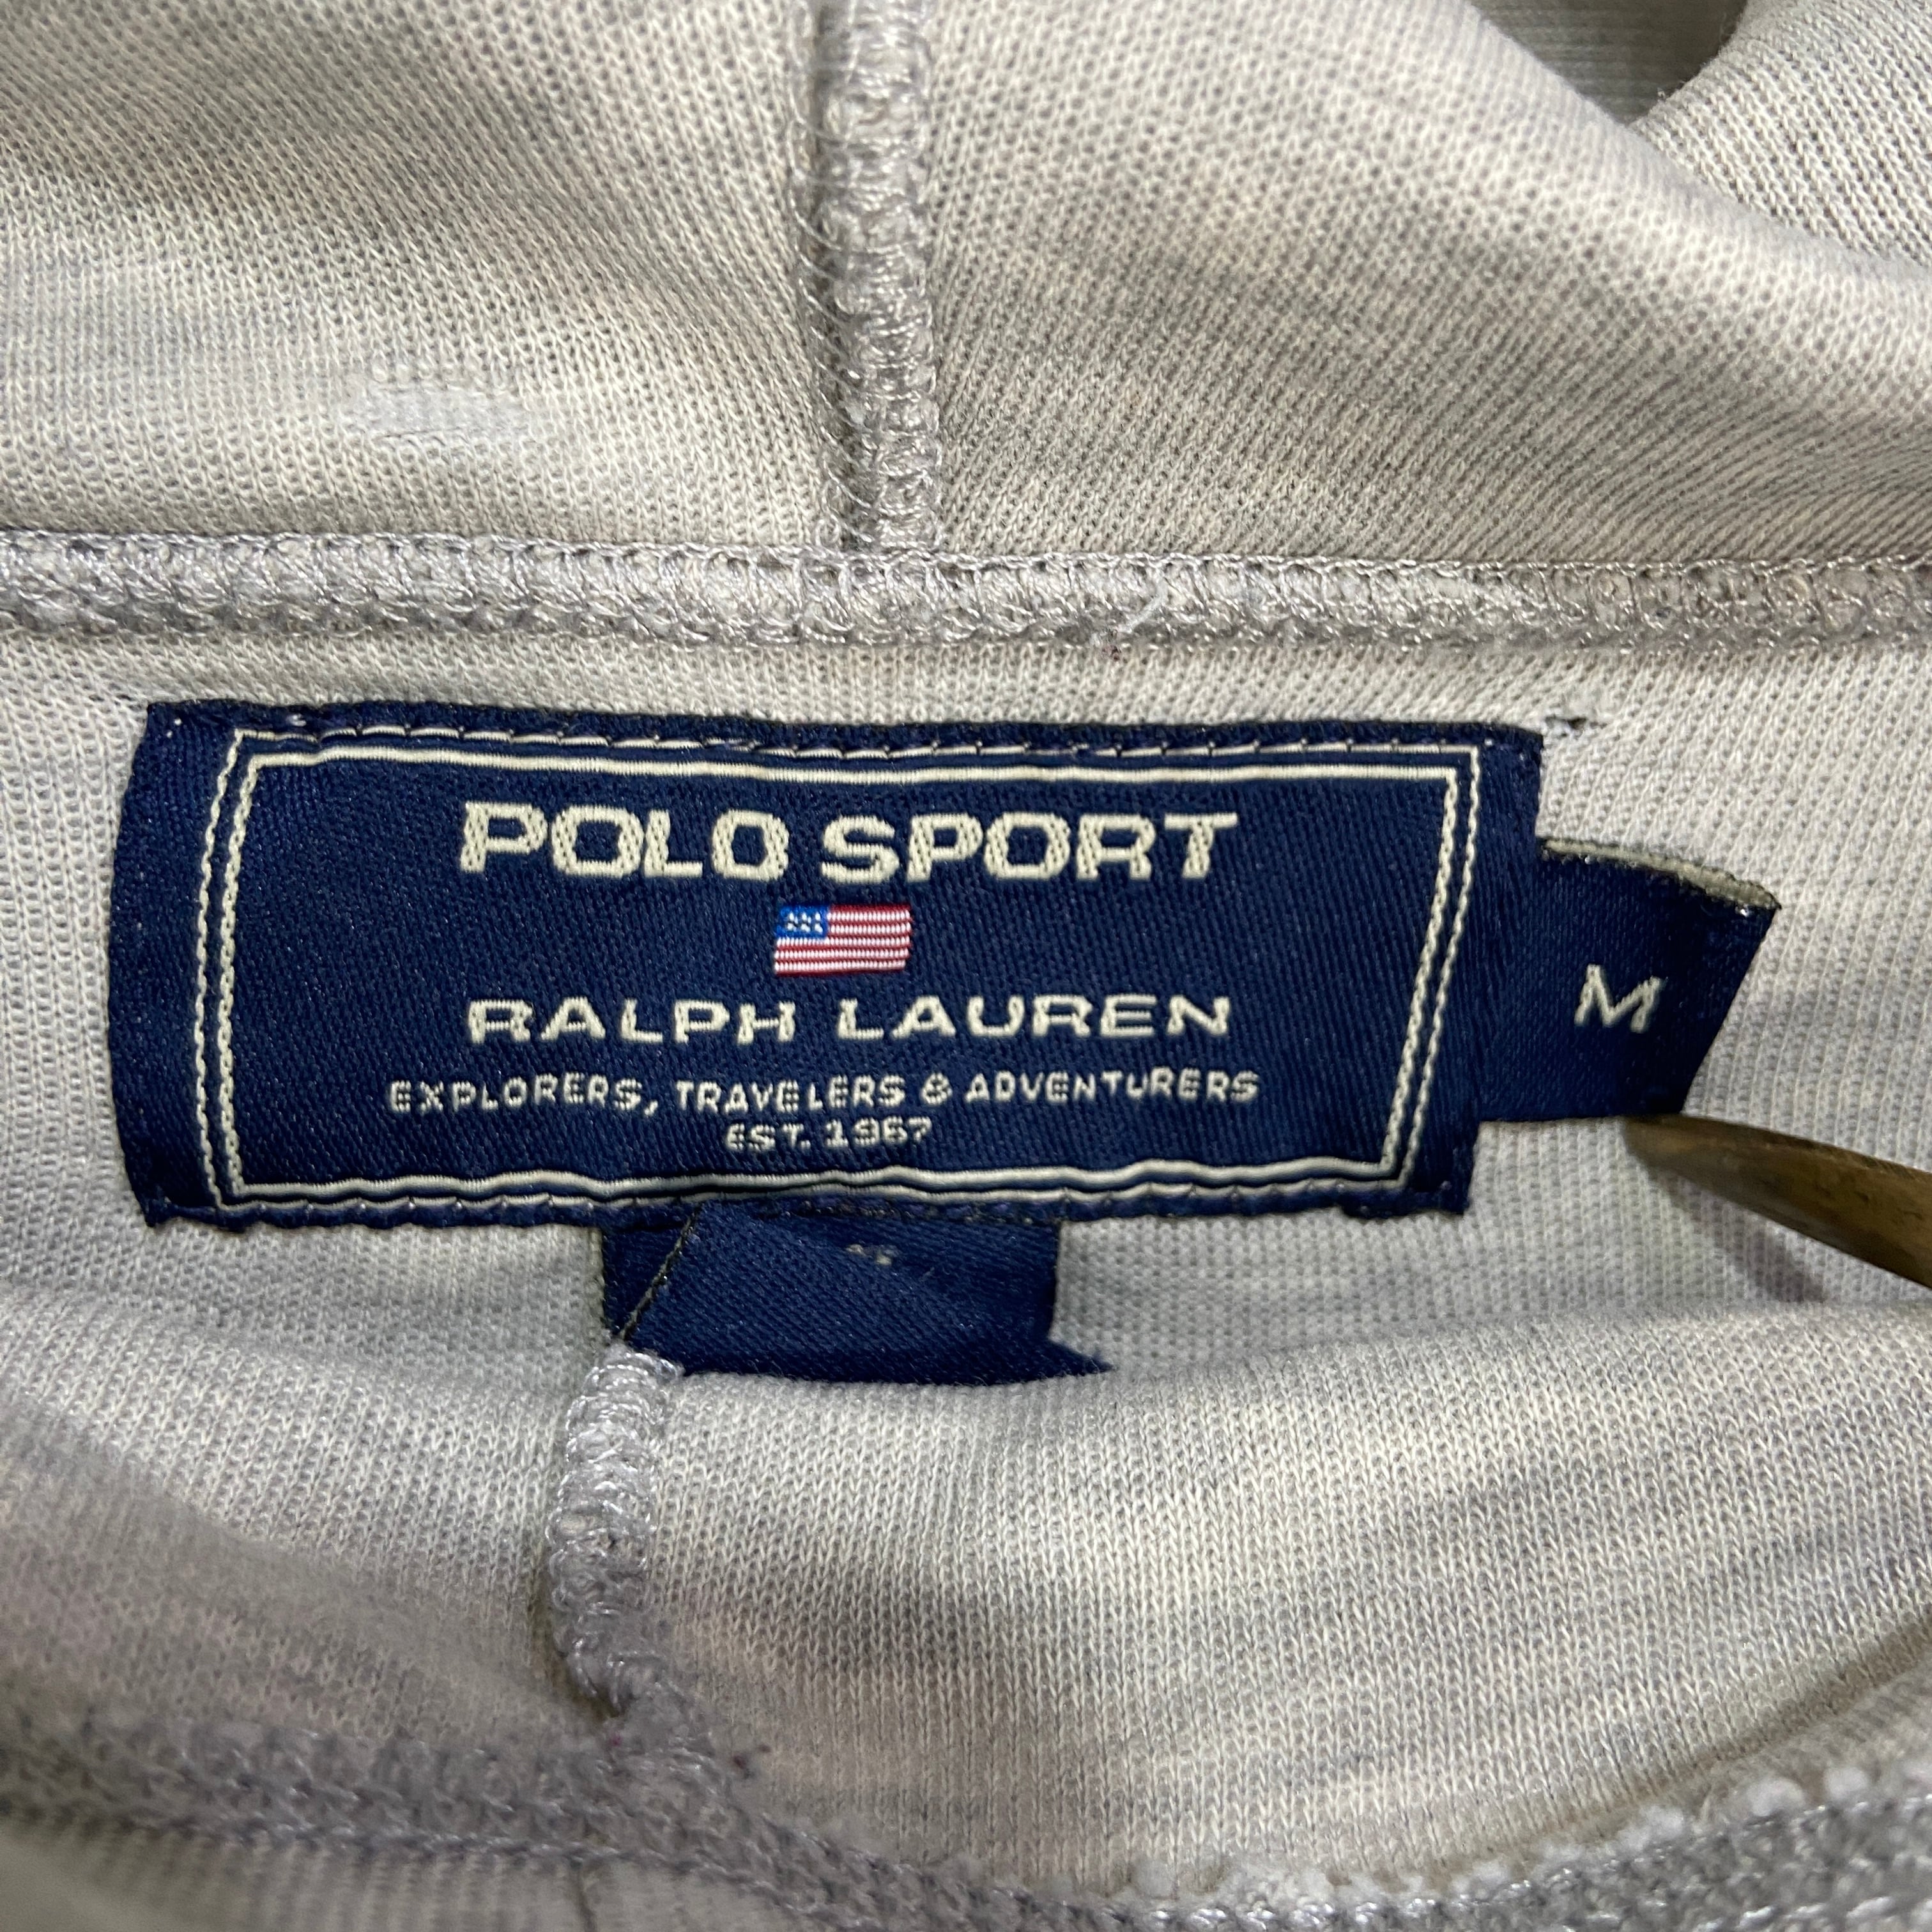 POLO SPORT
RALPH LAUREN
EXPLORERS, TRAVELERS & ADVENTURERS
EST. 1967
M